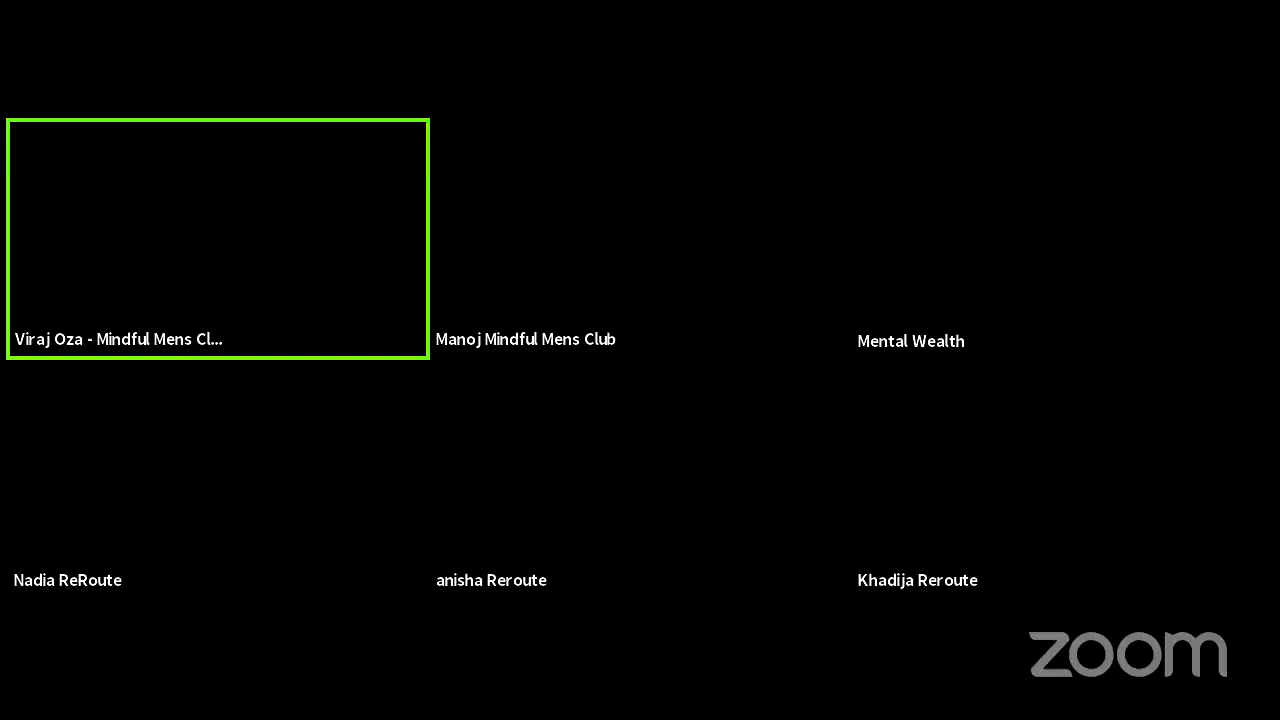 Viraj Oza - Mindful Mens Cl...
Manoj Mindful Mens Club
Mental Wealth
Nadia ReRoute
anisha Reroute
Khadija Reroute
zoom